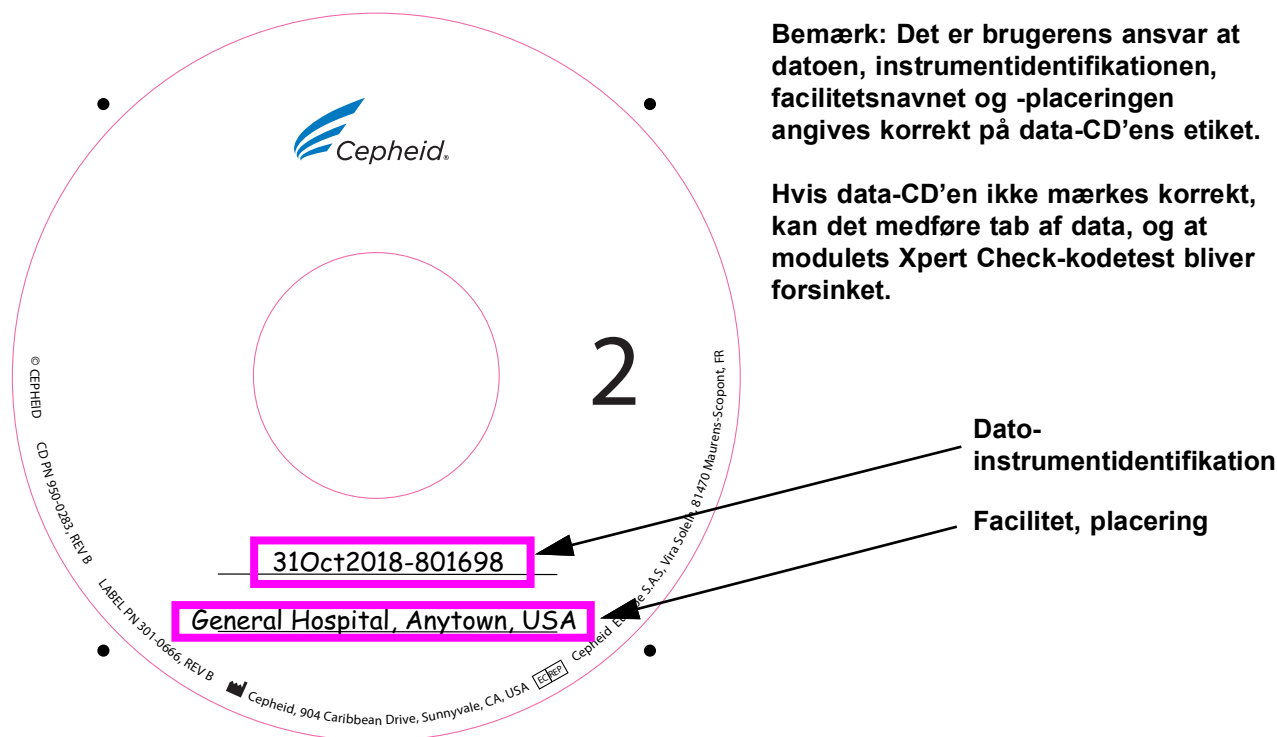 Bemærk: Det er brugerens ansvar at
datoen, instrumentidentifikationen,
facilitetsnavnet og -placeringen
angives korrekt på data-CD’ens etiket.
Hvis data-CD’en ikke mærkes korrekt,
kan det medføre tab af data, og at
modulets Xpert Check-kodetest bliver
forsinket.
Cepheid®
2
Dato-
instrumentidentifikation
Facilitet, placering
31Oct2018-801698
General Hospital, Anytown, USA
© CEPHEID CD PN 950-0283, REV B LABEL PN 301-0666, REV B Cepheid, 904 Caribbean Drive, Sunnyvale, CA, USA EC REP Cepheid S.A.S, Vira Solelh, 81470 Maurens-Scopont, FR